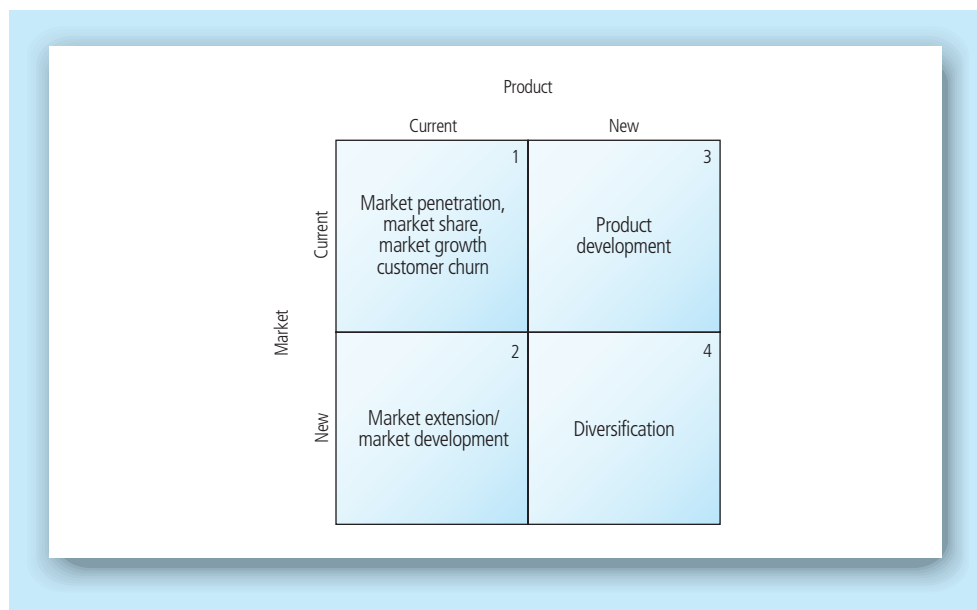 Product
Current
New
Market
Current
1
Market penetration,
market share,
market growth
customer churn
3
Product
development
New
2
Market extension/
market development
4
Diversification